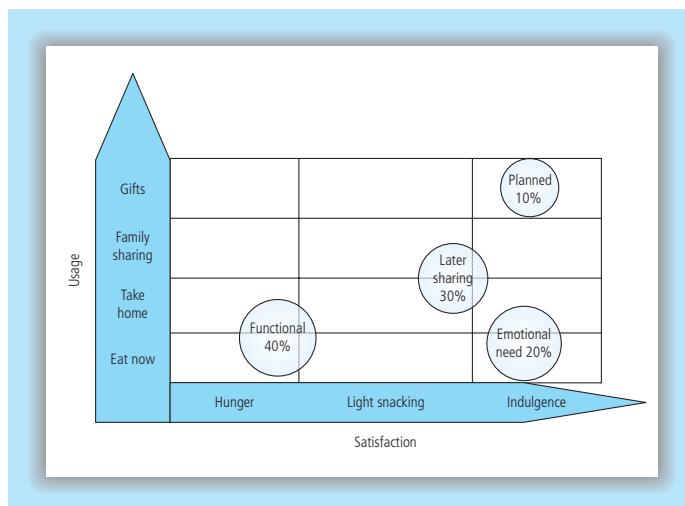 Usage
Gifts
Family
sharing
Take
home
Eat now
Planned
10%
Later
sharing
30%
Functional
40%
Emotional
need 20%
Hunger
Light snacking
Indulgence
Satisfaction